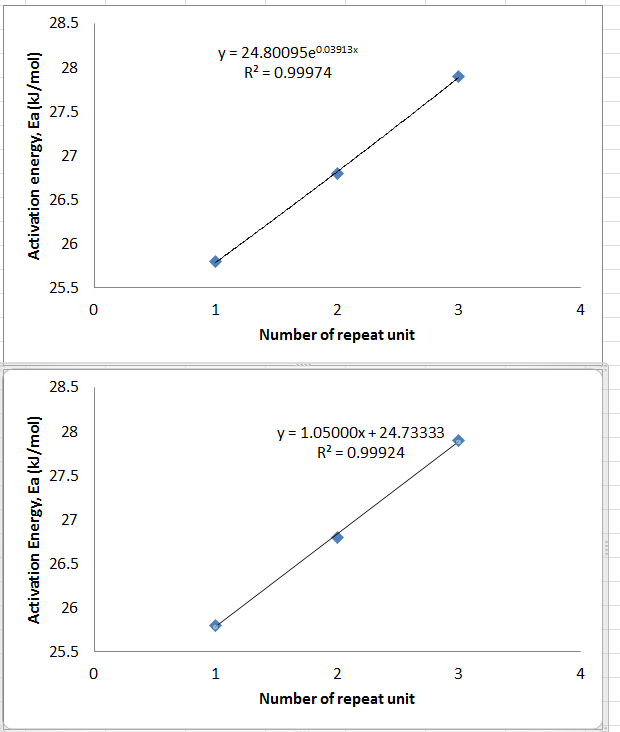 28.5
y = 24.80095e^0.03913x
R² = 0.99974
28
27.5
27
26.5
26
25.5
Activation energy, Ea (kJ/mol)
0 1 2 3 4
Number of repeat unit
28.5
28
y = 1.05000x + 24.73333
R² = 0.99924
27.5
27
26.5
26
25.5
Activation Energy, Ea (kJ/mol)
0 1 2 3 4
Number of repeat unit